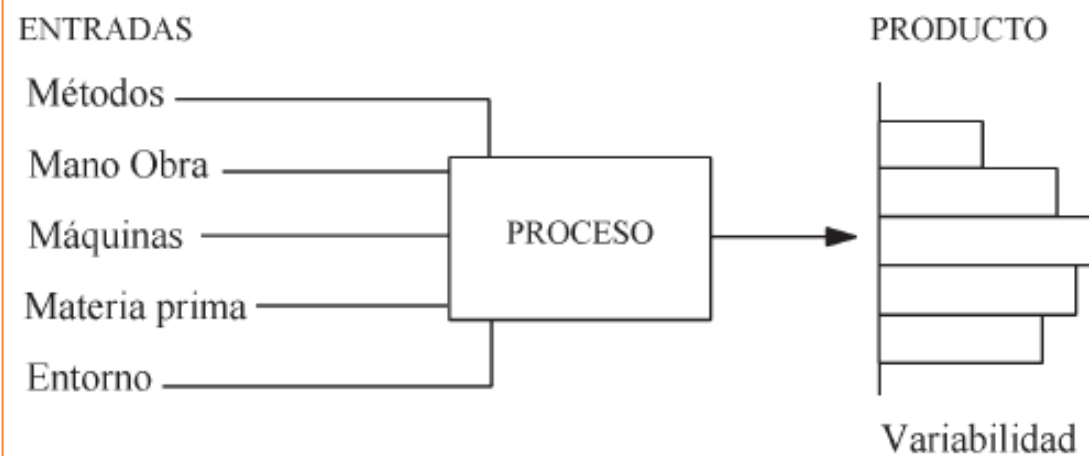 ENTRADAS
PRODUCTO
Métodos
Mano Obra
Máquinas
PROCESO
Materia prima
Entorno
Variabilidad